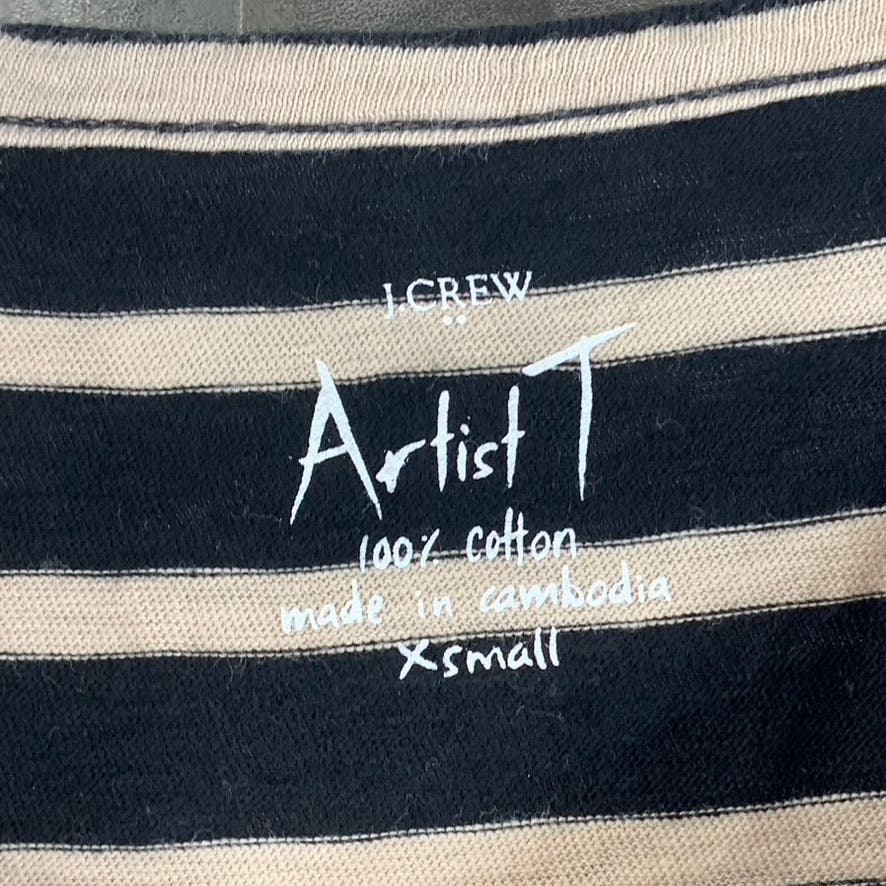 J.CREW
Artist T
100% cotton
made in cambodia
xsmall